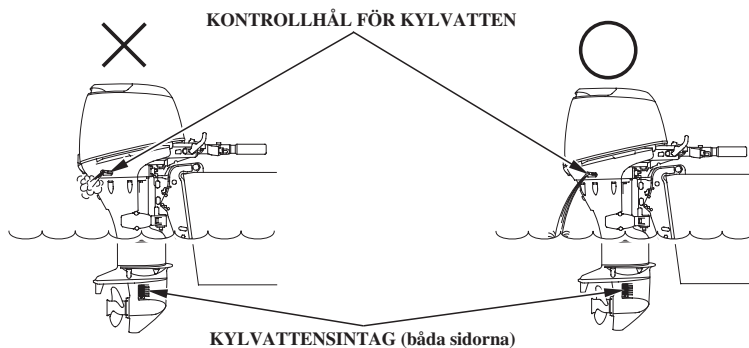 KONTROLLHÅL FÖR KYLVATTEN
KYLVATTENSINTAG (båda sidorna)